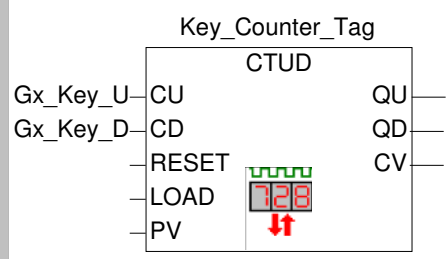 Key_Counter_Tag
CTUD
Gx_Key_U CU QU
Gx_Key_D CD QD
RESET CV
LOAD 728
PV